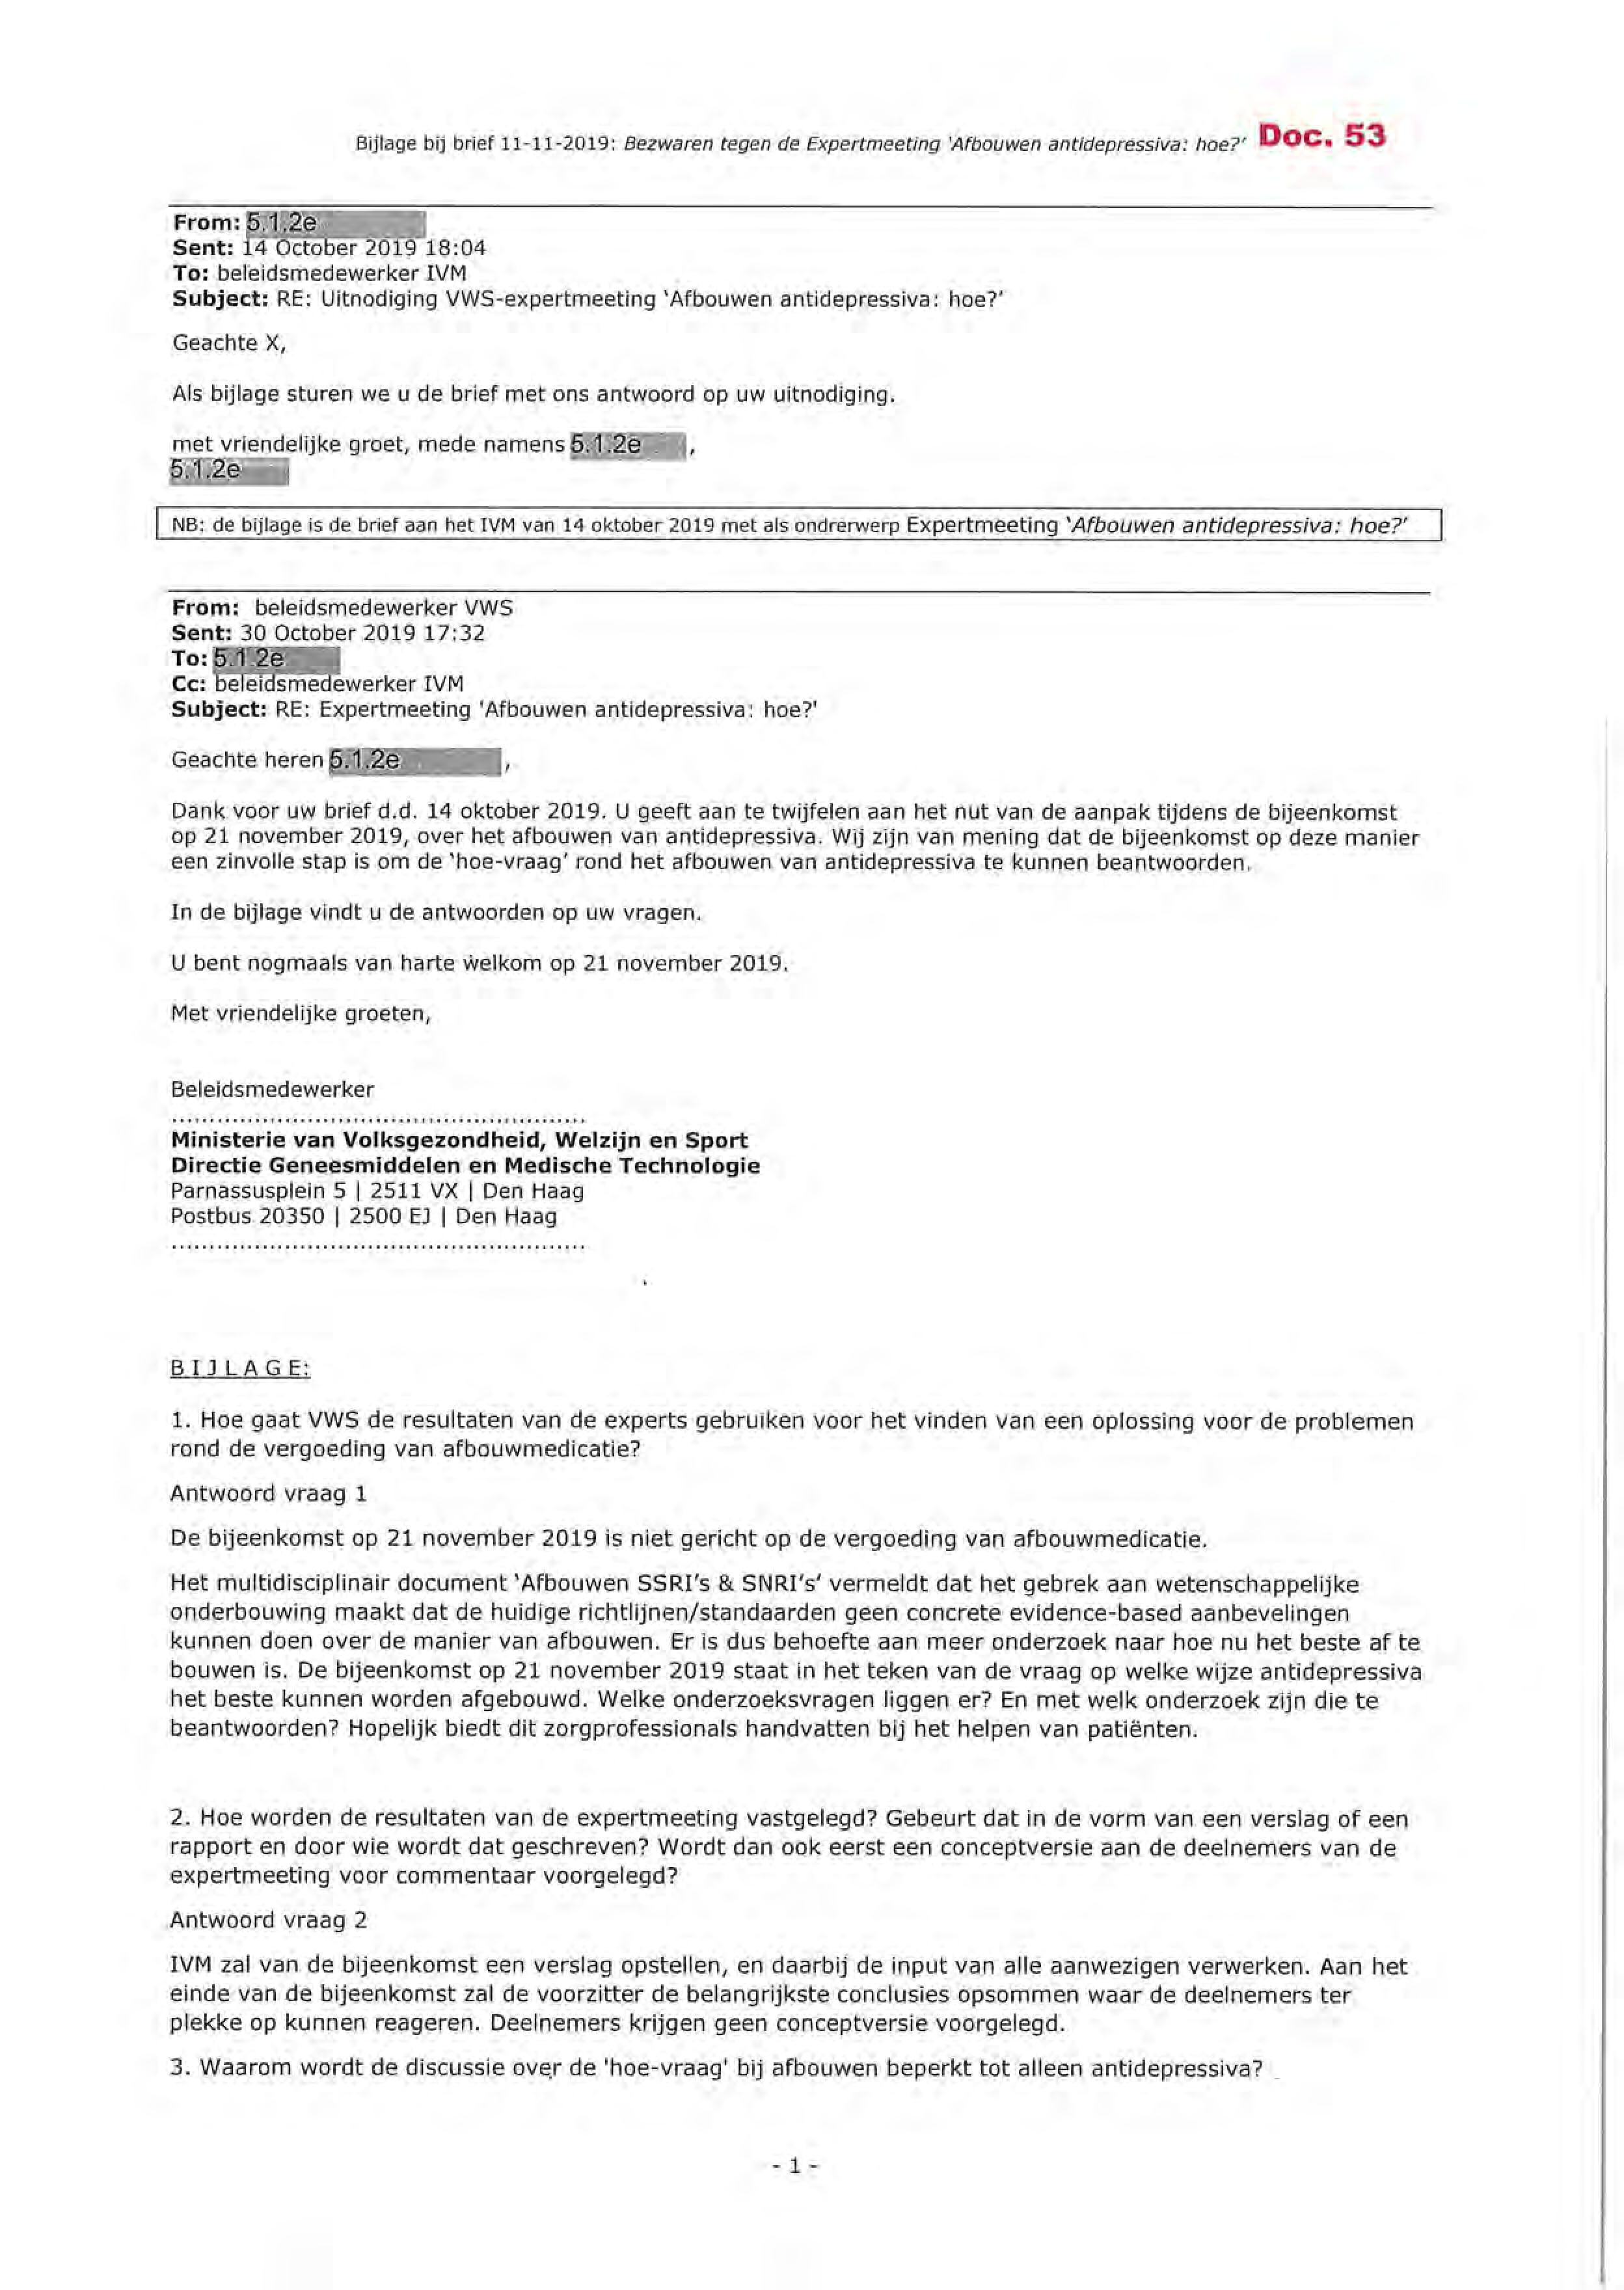 Bijlage bij brief 11-11-2019: Bezwaren tegen de Expertmeeting 'Afbouwen antidepressiva: hoe?' Doc. 53
From: 5.1.2e
Sent: 14 October 2019 18:04
To: beleidsmedewerker IVM
Subject: RE: Uitnodiging VWS-expertmeeting 'Afbouwen antidepressiva: hoe?'
Geachte X,
Als bijlage sturen we u de brief met ons antwoord op uw uitnodiging.
met vriendelijke groet, mede namens 5.1.2e,
5.1.2e
NB: de bijlage is de brief aan het IVM van 14 oktober 2019 met als ondrerwerp Expertmeeting 'Afbouwen antidepressiva: hoe?'
From: beleidsmedewerker VWS
Sent: 30 October 2019 17:32
To: 5.1.2e
Cc: beleidsmedewerker IVM
Subject: RE: Expertmeeting 'Afbouwen antidepressiva: hoe?'
Geachte heren 5.1.2e,
Dank voor uw brief d.d. 14 oktober 2019. U geeft aan te twijfelen aan het nut van de aanpak tijdens de bijeenkomst
op 21 november 2019, over het afbouwen van antidepressiva. Wij zijn van mening dat de bijeenkomst op deze manier
een zinvolle stap is om de 'hoe-vraag' rond het afbouwen van antidepressiva te kunnen beantwoorden.
In de bijlage vindt u de antwoorden op uw vragen.
U bent nogmaals van harte welkom op 21 november 2019.
Met vriendelijke groeten,
Beleidsmedewerker
......................................................
Ministerie van Volksgezondheid, Welzijn en Sport
Directie Geneesmiddelen en Medische Technologie
Parnassusplein 5 | 2511 VX | Den Haag
Postbus 20350 | 2500 EJ | Den Haag
......................................................
B I J L A G E:
1. Hoe gaat VWS de resultaten van de experts gebruiken voor het vinden van een oplossing voor de problemen
rond de vergoeding van afbouwmedicatie?
Antwoord vraag 1
De bijeenkomst op 21 november 2019 is niet gericht op de vergoeding van afbouwmedicatie.
Het multidisciplinair document 'Afbouwen SSRI's & SNRI's' vermeldt dat het gebrek aan wetenschappelijke
onderbouwing maakt dat de huidige richtlijnen/standaarden geen concrete evidence-based aanbevelingen
kunnen doen over de manier van afbouwen. Er is dus behoefte aan meer onderzoek naar hoe nu het beste af te
bouwen is. De bijeenkomst op 21 november 2019 staat in het teken van de vraag op welke wijze antidepressiva
het beste kunnen worden afgebouwd. Welke onderzoeksvragen liggen er? En met welk onderzoek zijn die te
beantwoorden? Hopelijk biedt dit zorgprofessionals handvatten bij het helpen van patiënten.
2. Hoe worden de resultaten van de expertmeeting vastgelegd? Gebeurt dat in de vorm van een verslag of een
rapport en door wie wordt dat geschreven? Wordt dan ook eerst een conceptversie aan de deelnemers van de
expertmeeting voor commentaar voorgelegd?
Antwoord vraag 2
IVM zal van de bijeenkomst een verslag opstellen, en daarbij de input van alle aanwezigen verwerken. Aan het
einde van de bijeenkomst zal de voorzitter de belangrijkste conclusies opsommen waar de deelnemers ter
plekke op kunnen reageren. Deelnemers krijgen geen conceptversie voorgelegd.
3. Waarom wordt de discussie over de 'hoe-vraag' bij afbouwen beperkt tot alleen antidepressiva?
- 1 -